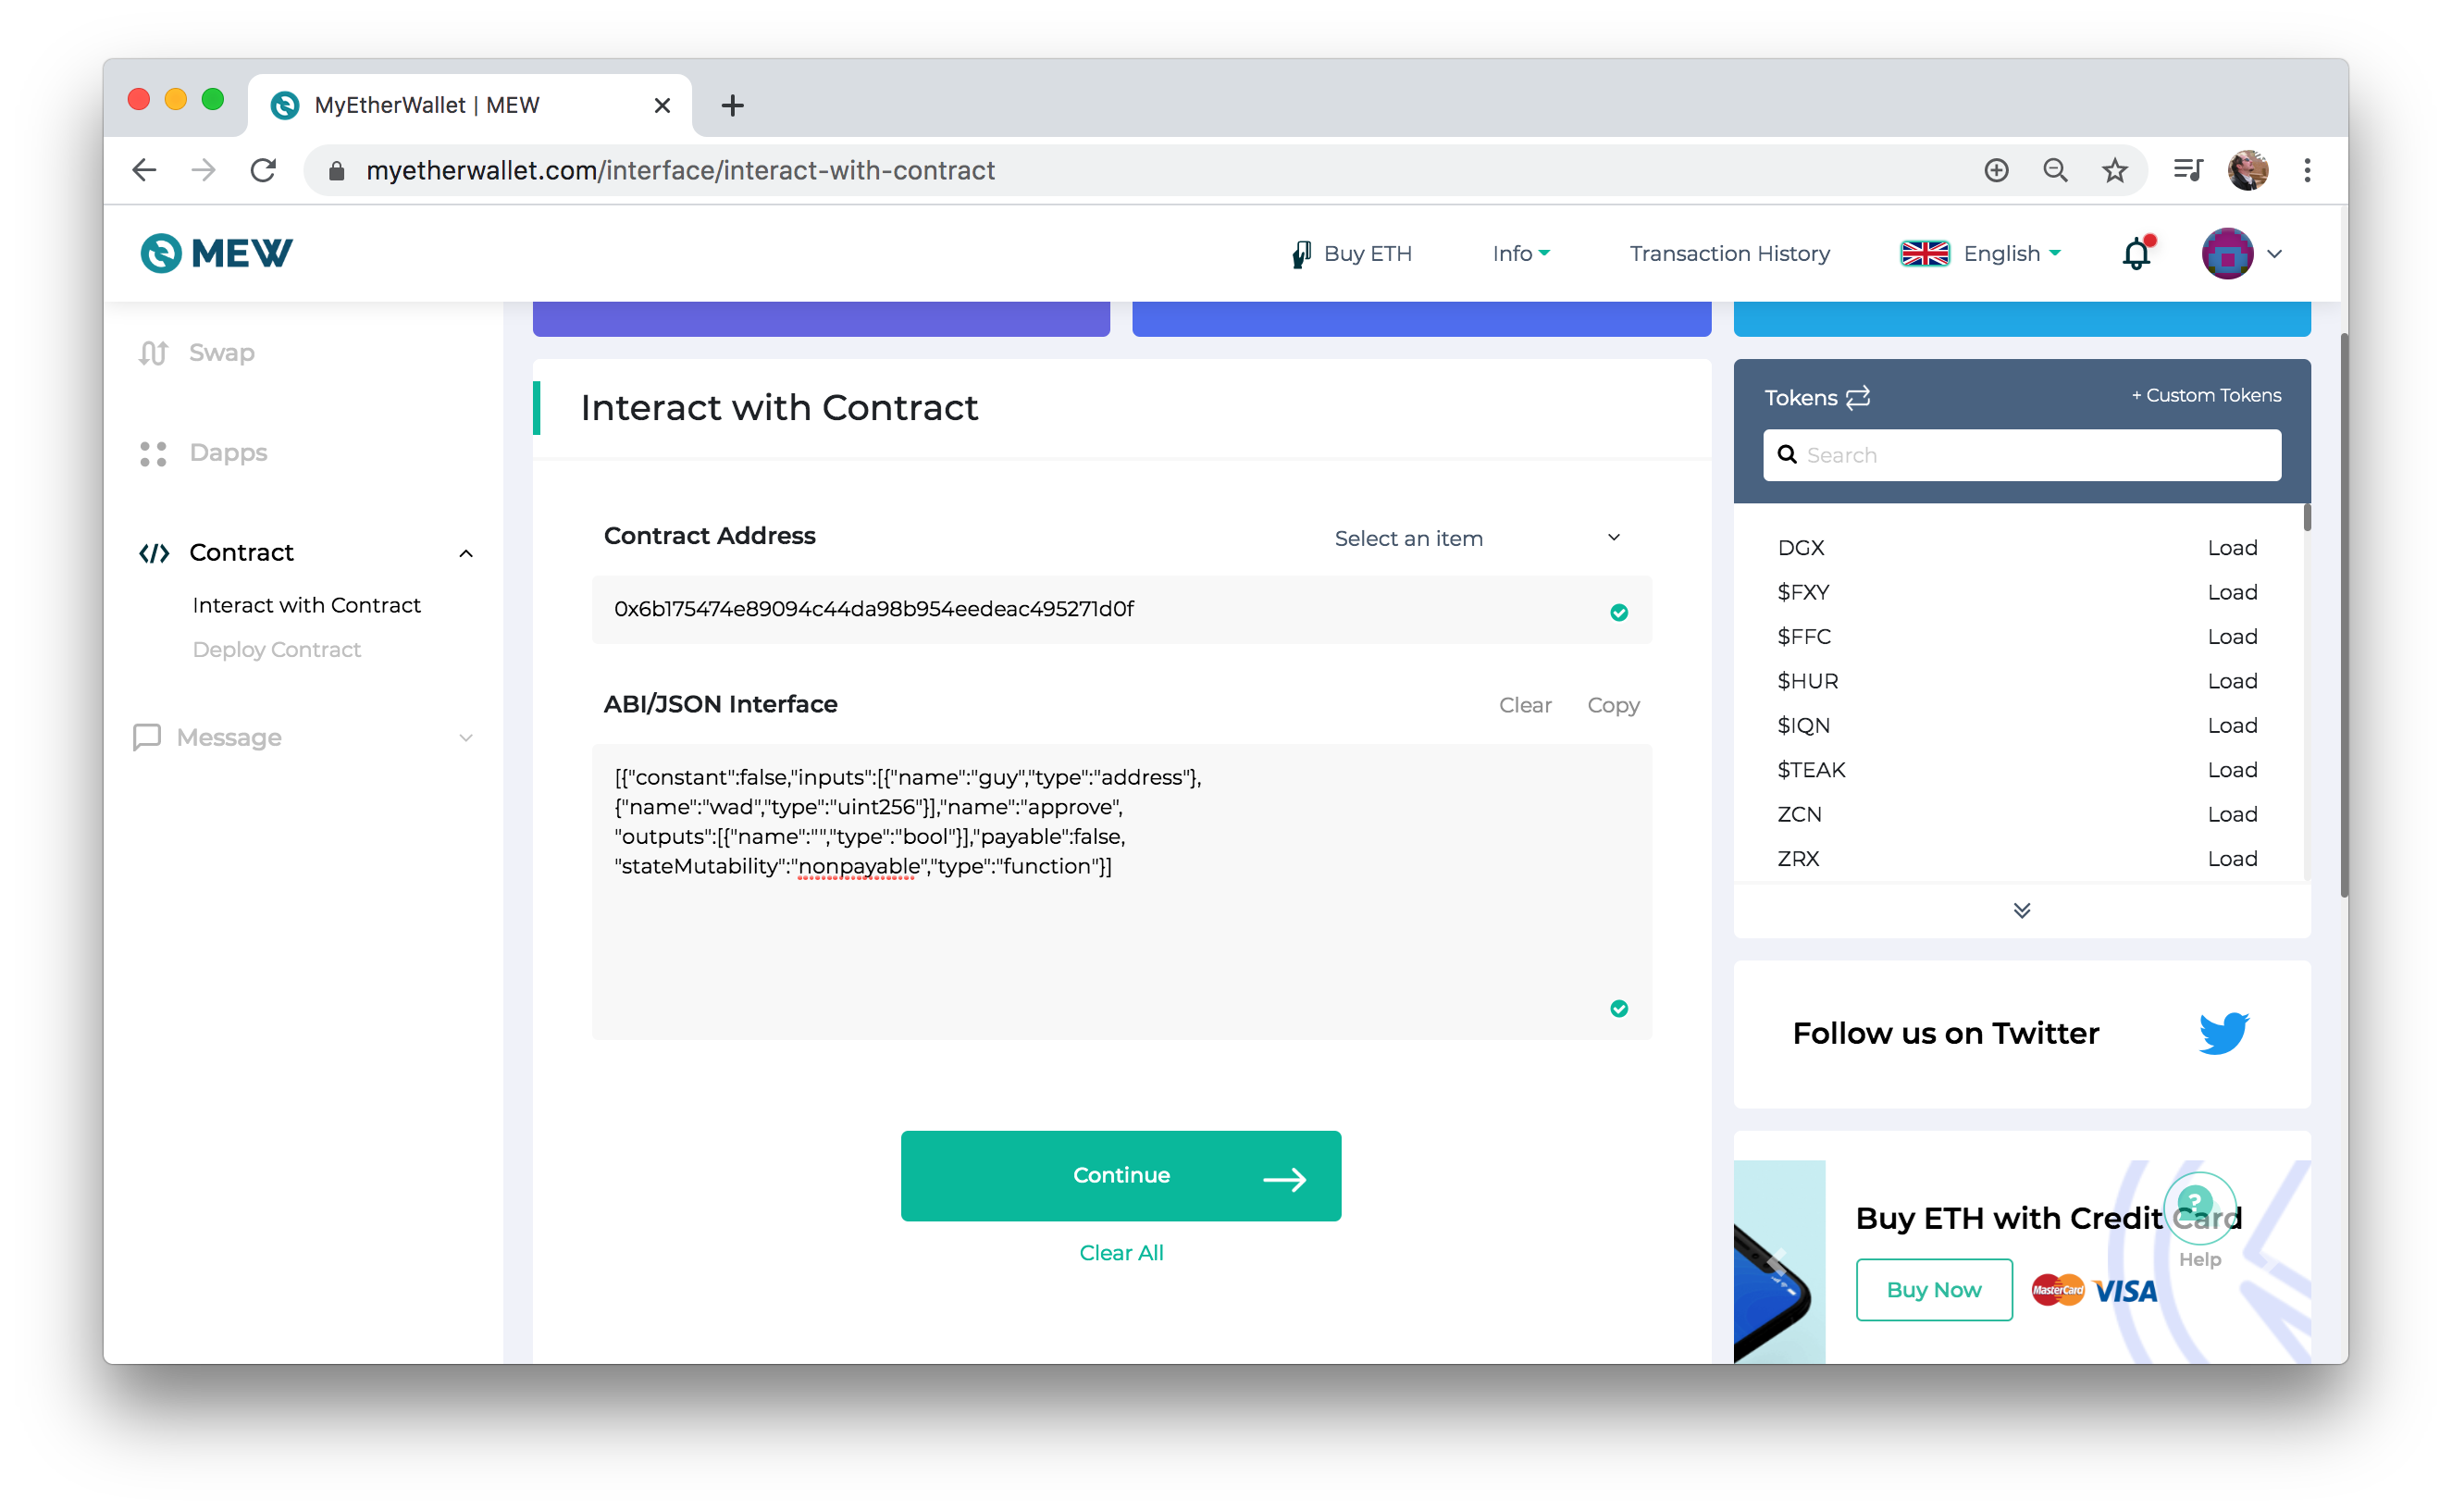 MyEtherWallet | MEW
myetherwallet.com/interface/interact-with-contract
MEW
Buy ETH
Info
Transaction History
English
Swap
Dapps
Contract
Interact with Contract
Deploy Contract
Message
Interact with Contract
Contract Address
Select an item
0x6b175474e89094c44da98b954eedeac495271d0f
ABI/JSON Interface
Clear
Copy
[{"constant":false,"inputs":[{"name":"guy","type":"address"},
{"name":"wad","type":"uint256"}],"name":"approve",
"outputs":[{"name":"","type":"bool"}],"payable":false,
"stateMutability":"nonpayable","type":"function"}]
Continue
Clear All
Tokens
+ Custom Tokens
Search
DGX Load
$FXY Load
$FFC Load
$HUR Load
$IQN Load
$TEAK Load
ZCN Load
ZRX Load
Follow us on Twitter
Buy ETH with Credit Card
?
Help
Buy Now
MasterCard VISA